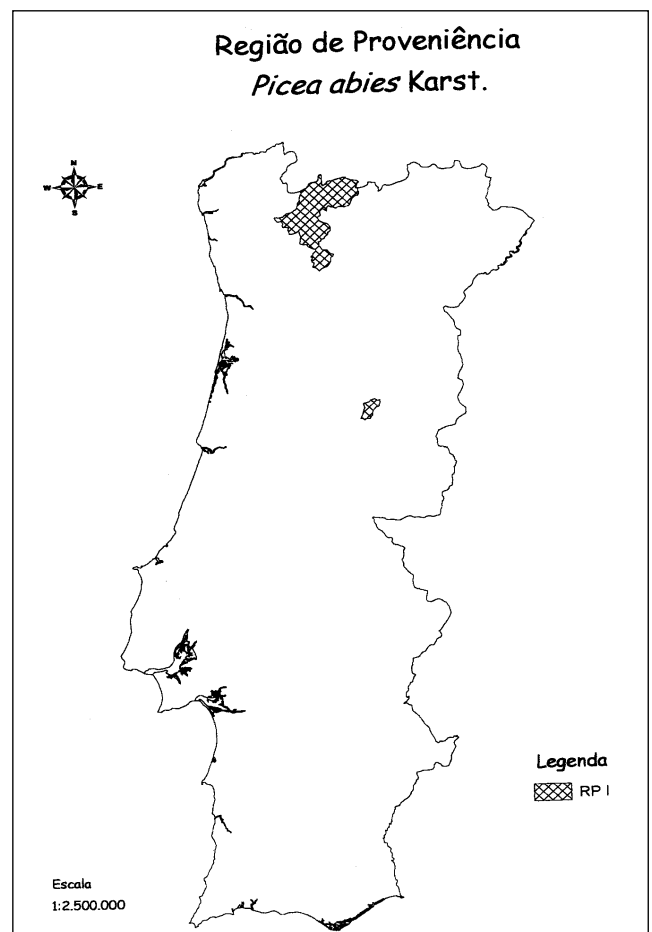 Região de Proveniência
Picea abies Karst.
N
W E
S
Legenda
RP I
Escala
1:2.500.000